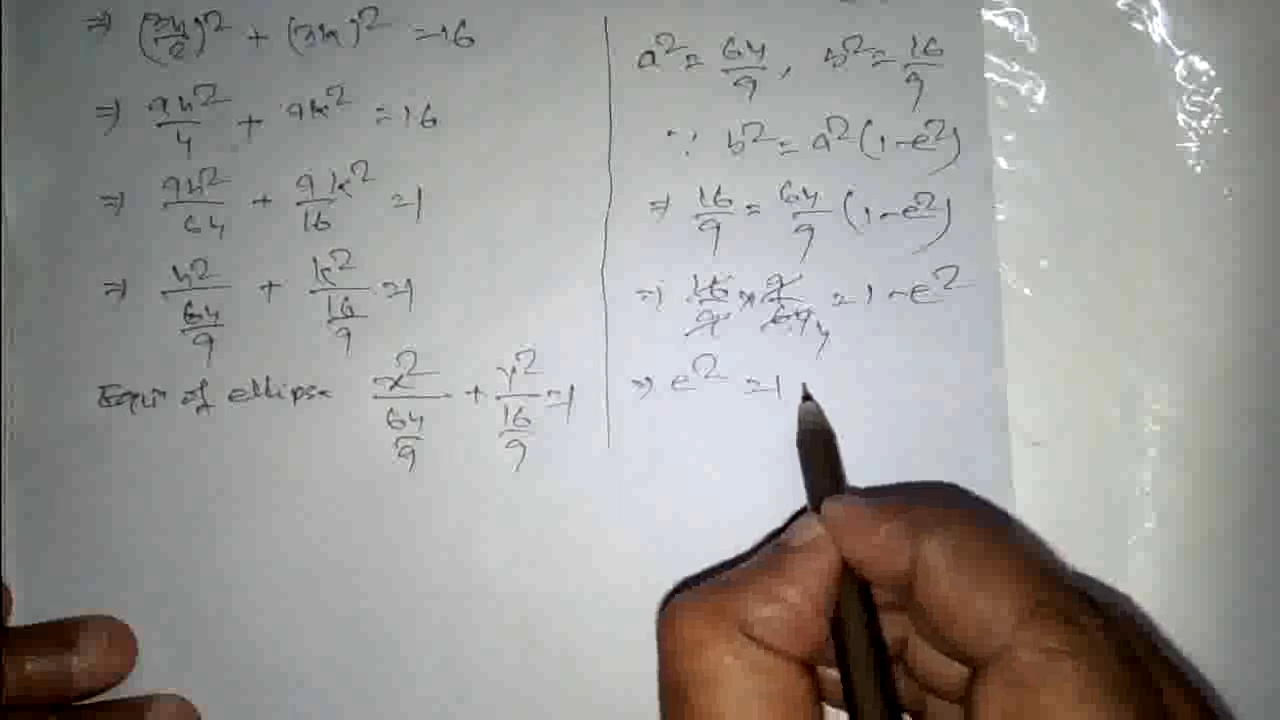 ⇒ (3h/2)² + (3k)² = 16
⇒ 9h²/4 + 9k² = 16
⇒ 9h²/64 + 9k²/16 = 1
⇒ h²/(64/9) + k²/(16/9) = 1
Equn of ellipse x²/(64/9) + y²/(16/9) = 1
a² = 64/9, b² = 16/9
∵ b² = a²(1-e²)
⇒ 16/9 = 64/9 (1-e²)
⇒ 16/9 × 9/64 4 = 1-e²
⇒ e² = 1